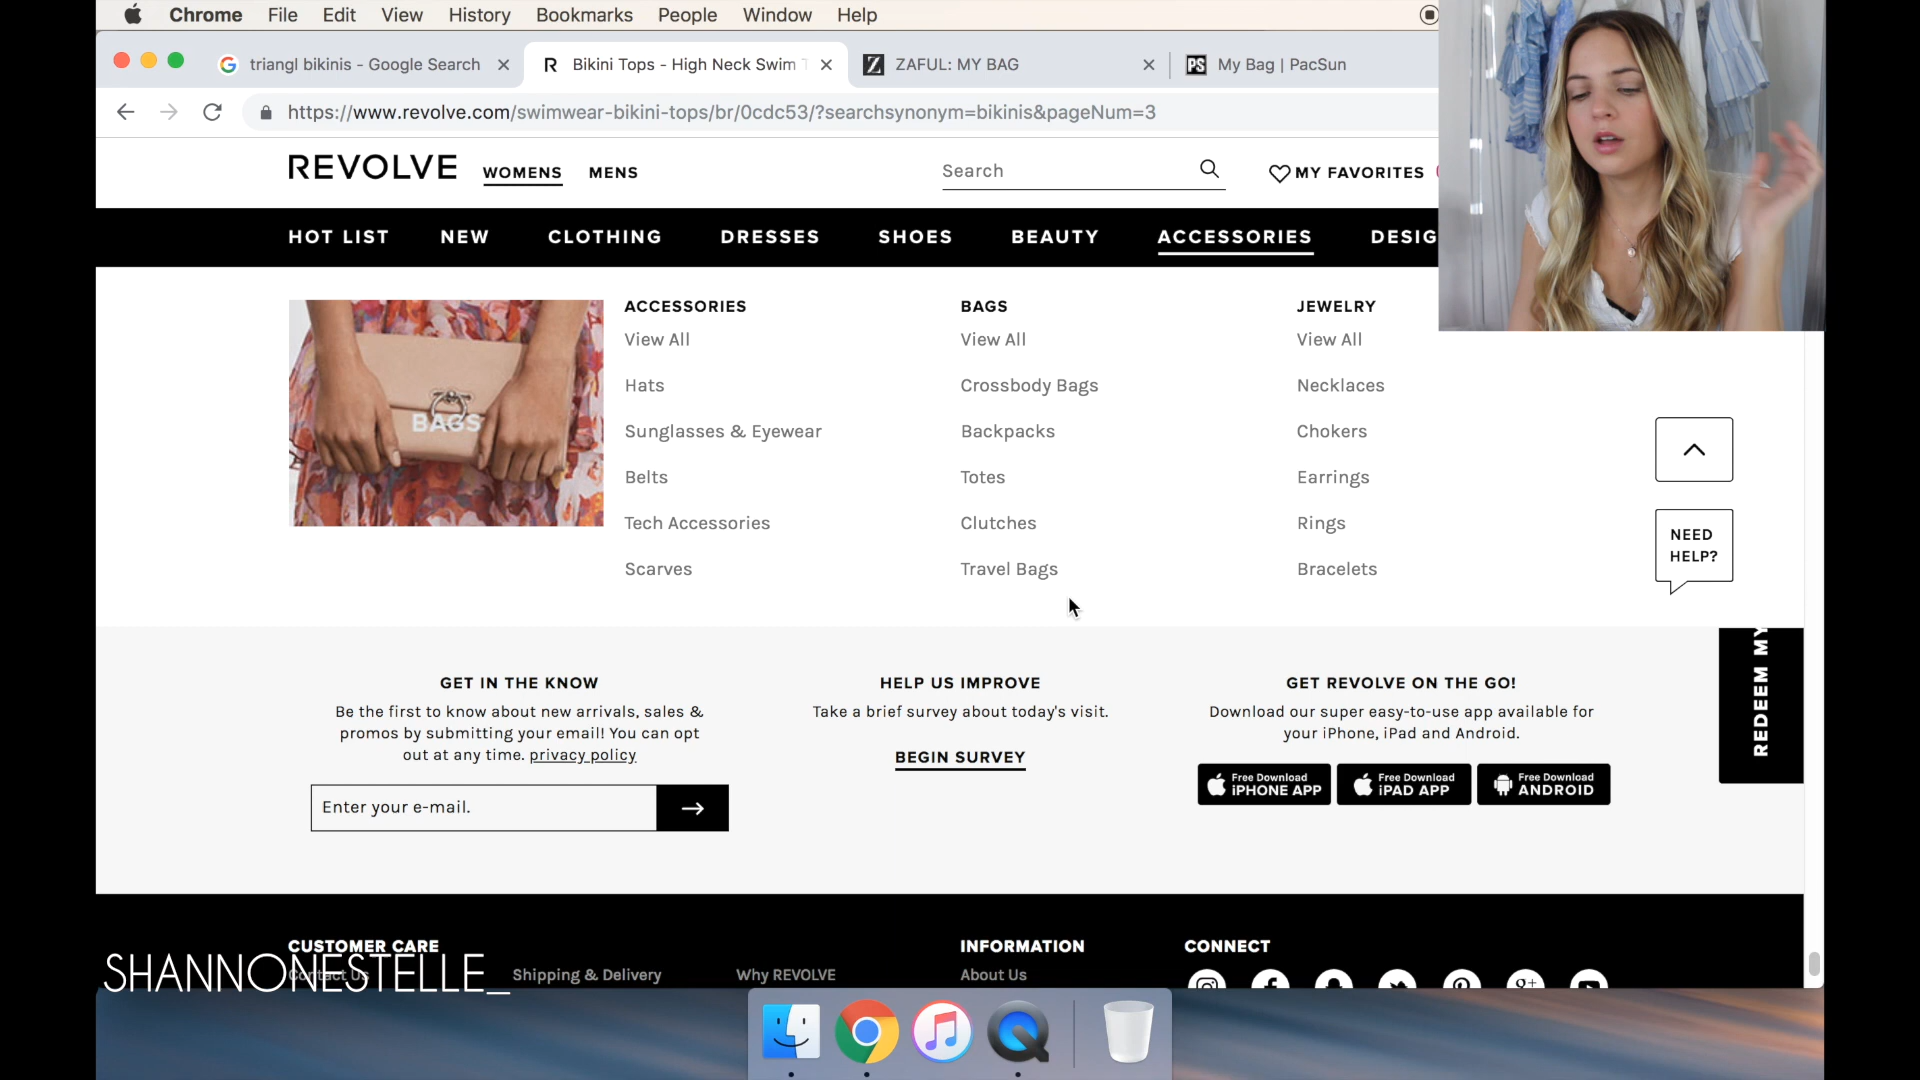 Chrome File Edit View History Bookmarks People Window Help
triangl bikinis - Google Search
Bikini Tops - High Neck Swim T
ZAFUL: MY BAG
My Bag | PacSun
https://www.revolve.com/swimwear-bikini-tops/br/0cdc53/?searchsynonym=bikinis&pageNum=3
REVOLVE WOMENS MENS Search MY FAVORITES
HOT LIST NEW CLOTHING DRESSES SHOES BEAUTY ACCESSORIES DESIG
BAGS
ACCESSORIES
View All
Hats
Sunglasses & Eyewear
Belts
Tech Accessories
Scarves
BAGS
View All
Crossbody Bags
Backpacks
Totes
Clutches
Travel Bags
JEWELRY
View All
Necklaces
Chokers
Earrings
Rings
Bracelets
NEED
HELP?
REDEEM MY
GET IN THE KNOW
Be the first to know about new arrivals, sales &
promos by submitting your email! You can opt
out at any time. privacy policy
Enter your e-mail.
HELP US IMPROVE
Take a brief survey about today's visit.
BEGIN SURVEY
GET REVOLVE ON THE GO!
Download our super easy-to-use app available for
your iPhone, iPad and Android.
Free Download
iPHONE APP
Free Download
iPAD APP
Free Download
ANDROID
CUSTOMER CARE
Contact Us
Shipping & Delivery
Why REVOLVE
INFORMATION
About Us
CONNECT
SHANNONESTELLE_